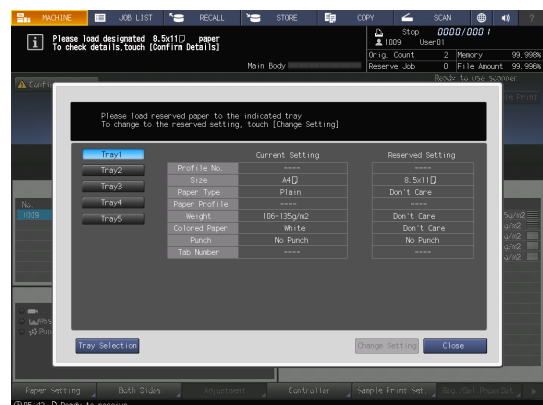 MACHINE JOB LIST RECALL STORE COPY SCAN ?
Please load designated 8.5x11 paper
To check details,touch [Confirm Details]
Main Body
Stop 0000/0001
1009 User01
Orig. Count 2 Memory 99.998%
Reserve Job 0 File Amount 99.996%
Ready to use scanner
Please load reserved paper to the indicated tray
To change to the reserved setting, touch [Change Setting]
Tray1 Current Setting Reserved Setting
Tray2 Profile No. ---- ----
Tray3 Size A4 8.5x11
Paper Type Plain Don't Care
Tray4 Paper Profile ---- ----
Tray5 Weight 106-135g/m2 Don't Care
Colored Paper White Don't Care
Punch No Punch No Punch
Tab Number ---- ----
No.
1009
Tray Selection Change Setting Close
Paper Setting Both Sides Adjustment Controller Sample Print Set.